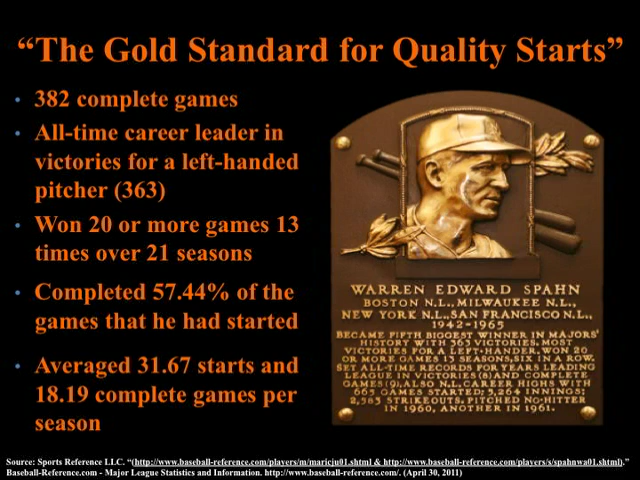 “The Gold Standard for Quality Starts”
• 382 complete games
• All-time career leader in
victories for a left-handed
pitcher (363)
• Won 20 or more games 13
times over 21 seasons
• Completed 57.44% of the
games that he had started
• Averaged 31.67 starts and
18.19 complete games per
season
WARREN EDWARD SPAHN
BOSTON N.L., MILWAUKEE N.L.,
NEW YORK N.L., SAN FRANCISCO N.L.,
1942-1965
BECAME FIFTH BIGGEST WINNER IN MAJORS'
HISTORY WITH 363 VICTORIES, MOST
VICTORIES FOR A LEFT-HANDER. WON 20
OR MORE GAMES 13 SEASONS, SIX IN A ROW.
SET ALL-TIME RECORDS FOR YEARS LEADING
LEAGUE IN VICTORIES (8) AND COMPLETE
GAMES (9). ALSO N.L. CAREER HIGHS WITH
665 GAMES STARTED; 5,264 INNINGS;
2,583 STRIKEOUTS. PITCHED NO-HITTER
IN 1960, ANOTHER IN 1961.
Source: Sports Reference LLC. “(http://www.baseball-reference.com/players/m/maricju01.shtml & http://www.baseball-reference.com/players/s/spahnwa01.shtml).”
Baseball-Reference.com - Major League Statistics and Information. http://www.baseball-reference.com/. (April 30, 2011)